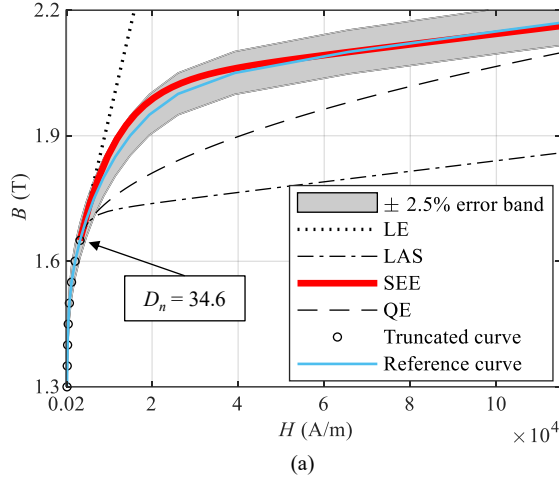 (a)
2.2
1.9
1.6
1.3
B (T)
D_n = 34.6
± 2.5% error band
LE
LAS
SEE
QE
Truncated curve
Reference curve
0.02 2 4 6 8 10
H (A/m)
× 10^4
(a)